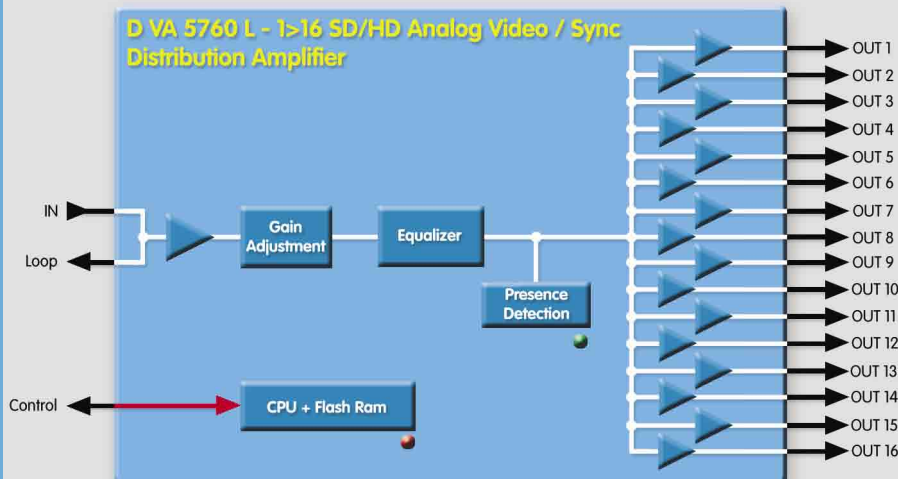 D VA 5760 L - 1>16 SD/HD Analog Video / Sync
Distribution Amplifier
OUT 1
OUT 2
OUT 3
OUT 4
OUT 5
OUT 6
OUT 7
OUT 8
OUT 9
OUT 10
OUT 11
OUT 12
OUT 13
OUT 14
OUT 15
OUT 16
IN
Loop
Gain
Adjustment
Equalizer
Presence
Detection
Control
CPU + Flash Ram